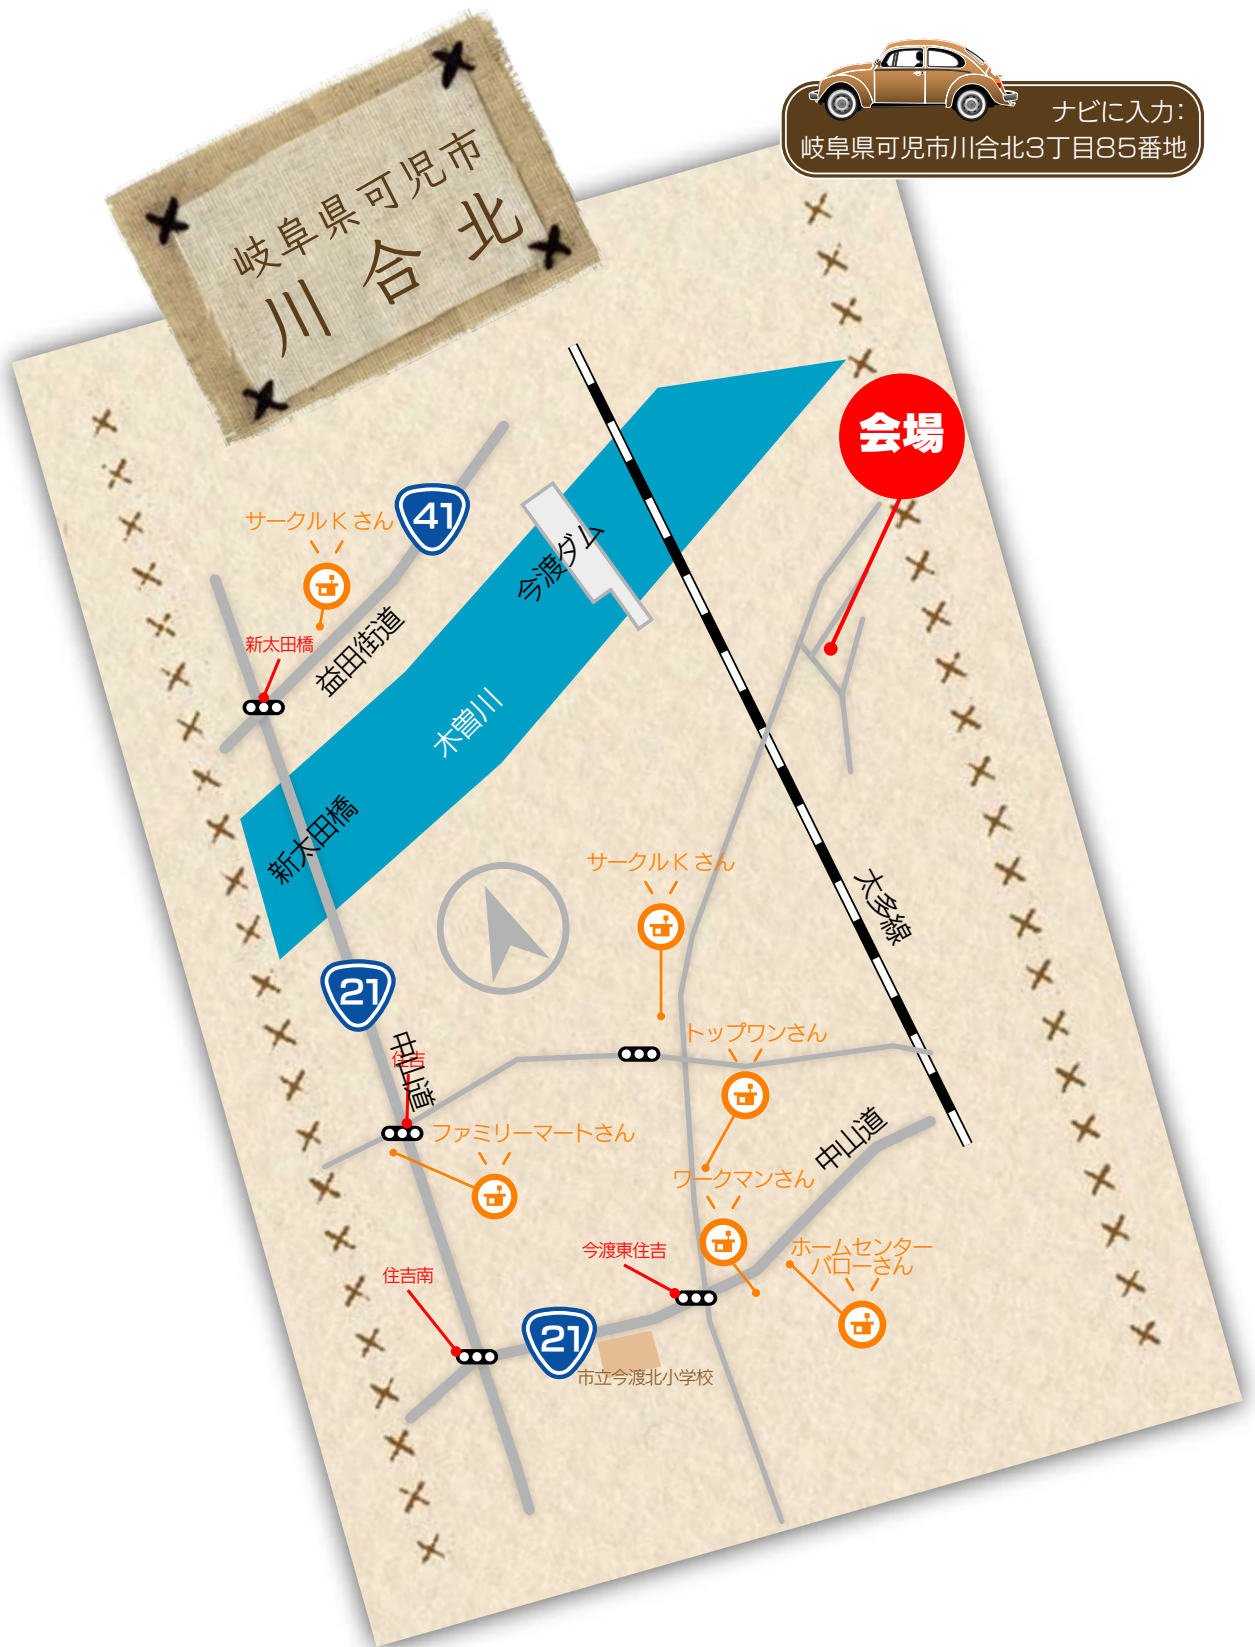 ナビに入力:
岐阜県可児市川合北3丁目85番地
岐阜県可児市
川合北
会場
サークルKさん
41
今渡ダム
新太田橋
益田街道
木曽川
新太田橋
サークルKさん
太多線
21
中山道
住吉
トップワンさん
ファミリーマートさん
中山道
ワークマンさん
今渡東住吉
ホームセンター
バローさん
住吉南
21
市立今渡北小学校